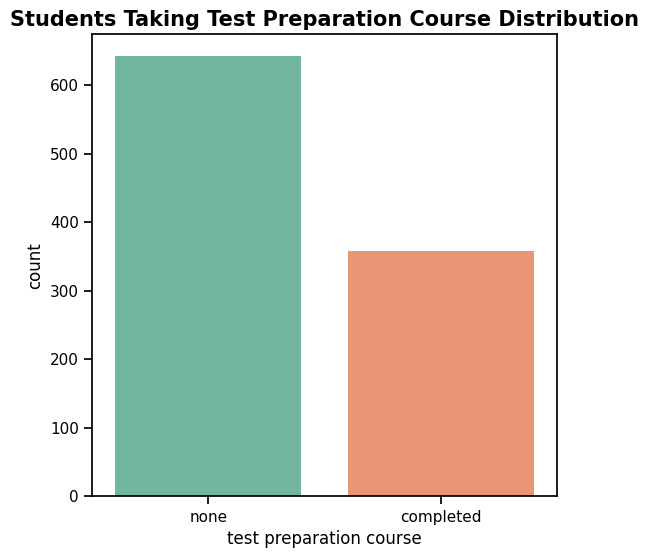 Students Taking Test Preparation Course Distribution
600
500
400
300
200
100
0
count
none completed
test preparation course